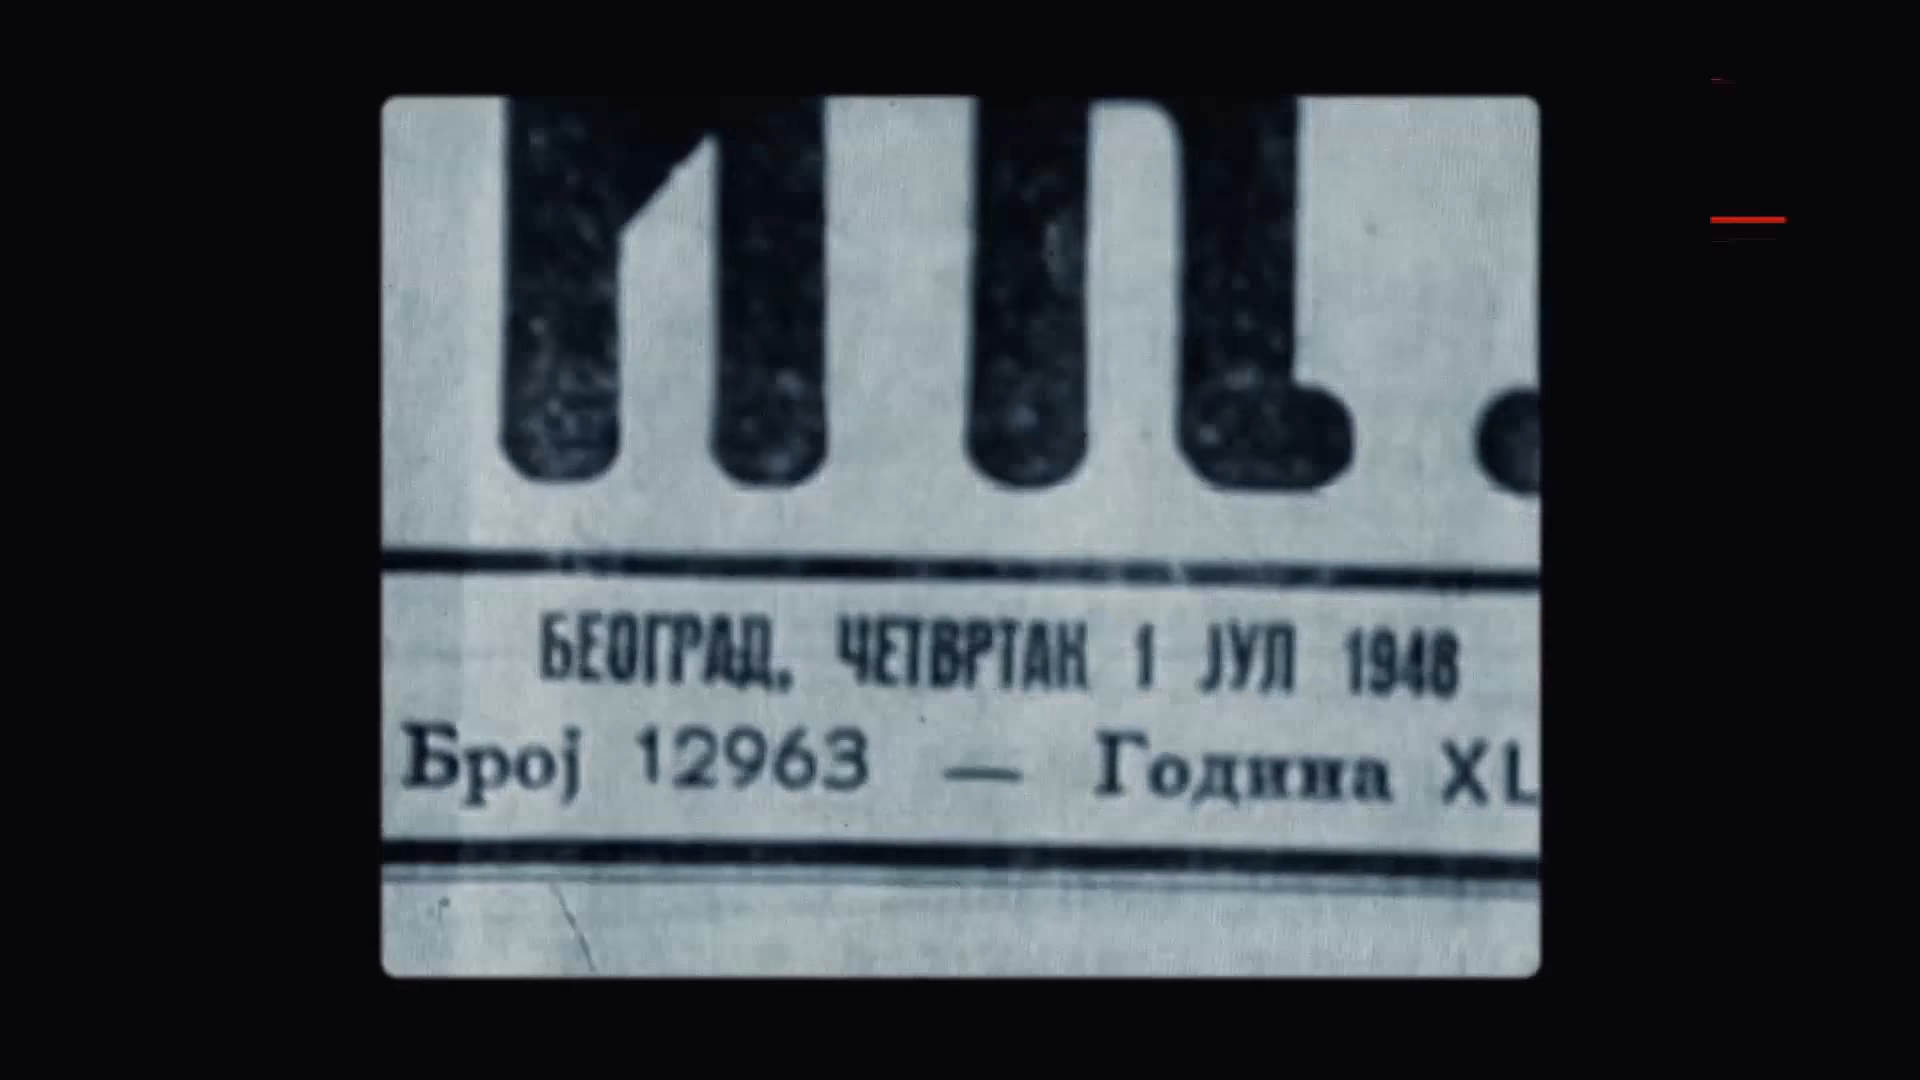 БЕОГРАД, ЧЕТВРТАК 1 ЈУЛ 1948
Број 12963 — Година XL